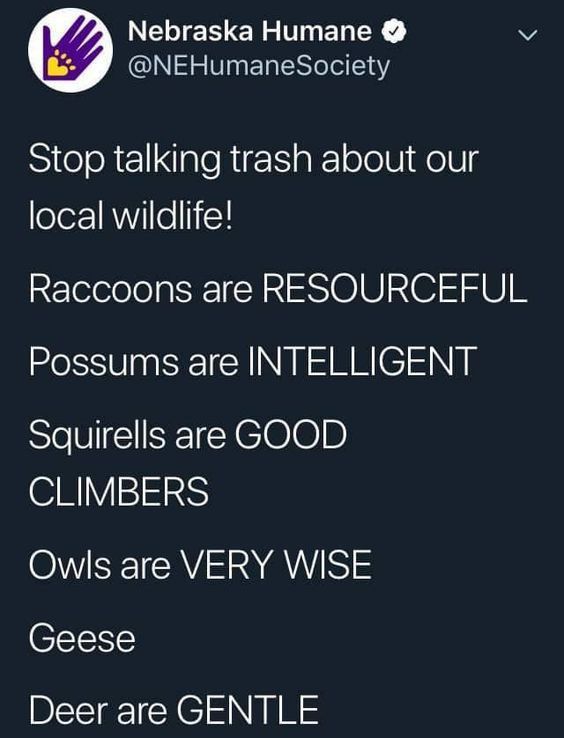 Nebraska Humane
@NEHumaneSociety
Stop talking trash about our
local wildlife!
Raccoons are RESOURCEFUL
Possums are INTELLIGENT
Squirells are GOOD
CLIMBERS
Owls are VERY WISE
Geese
Deer are GENTLE